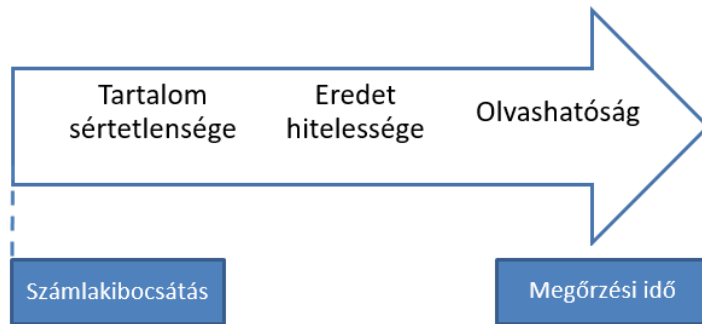 Tartalom
sértetlensége
Eredet
hitelessége
Olvashatóság
Számlakibocsátás
Megőrzési idő